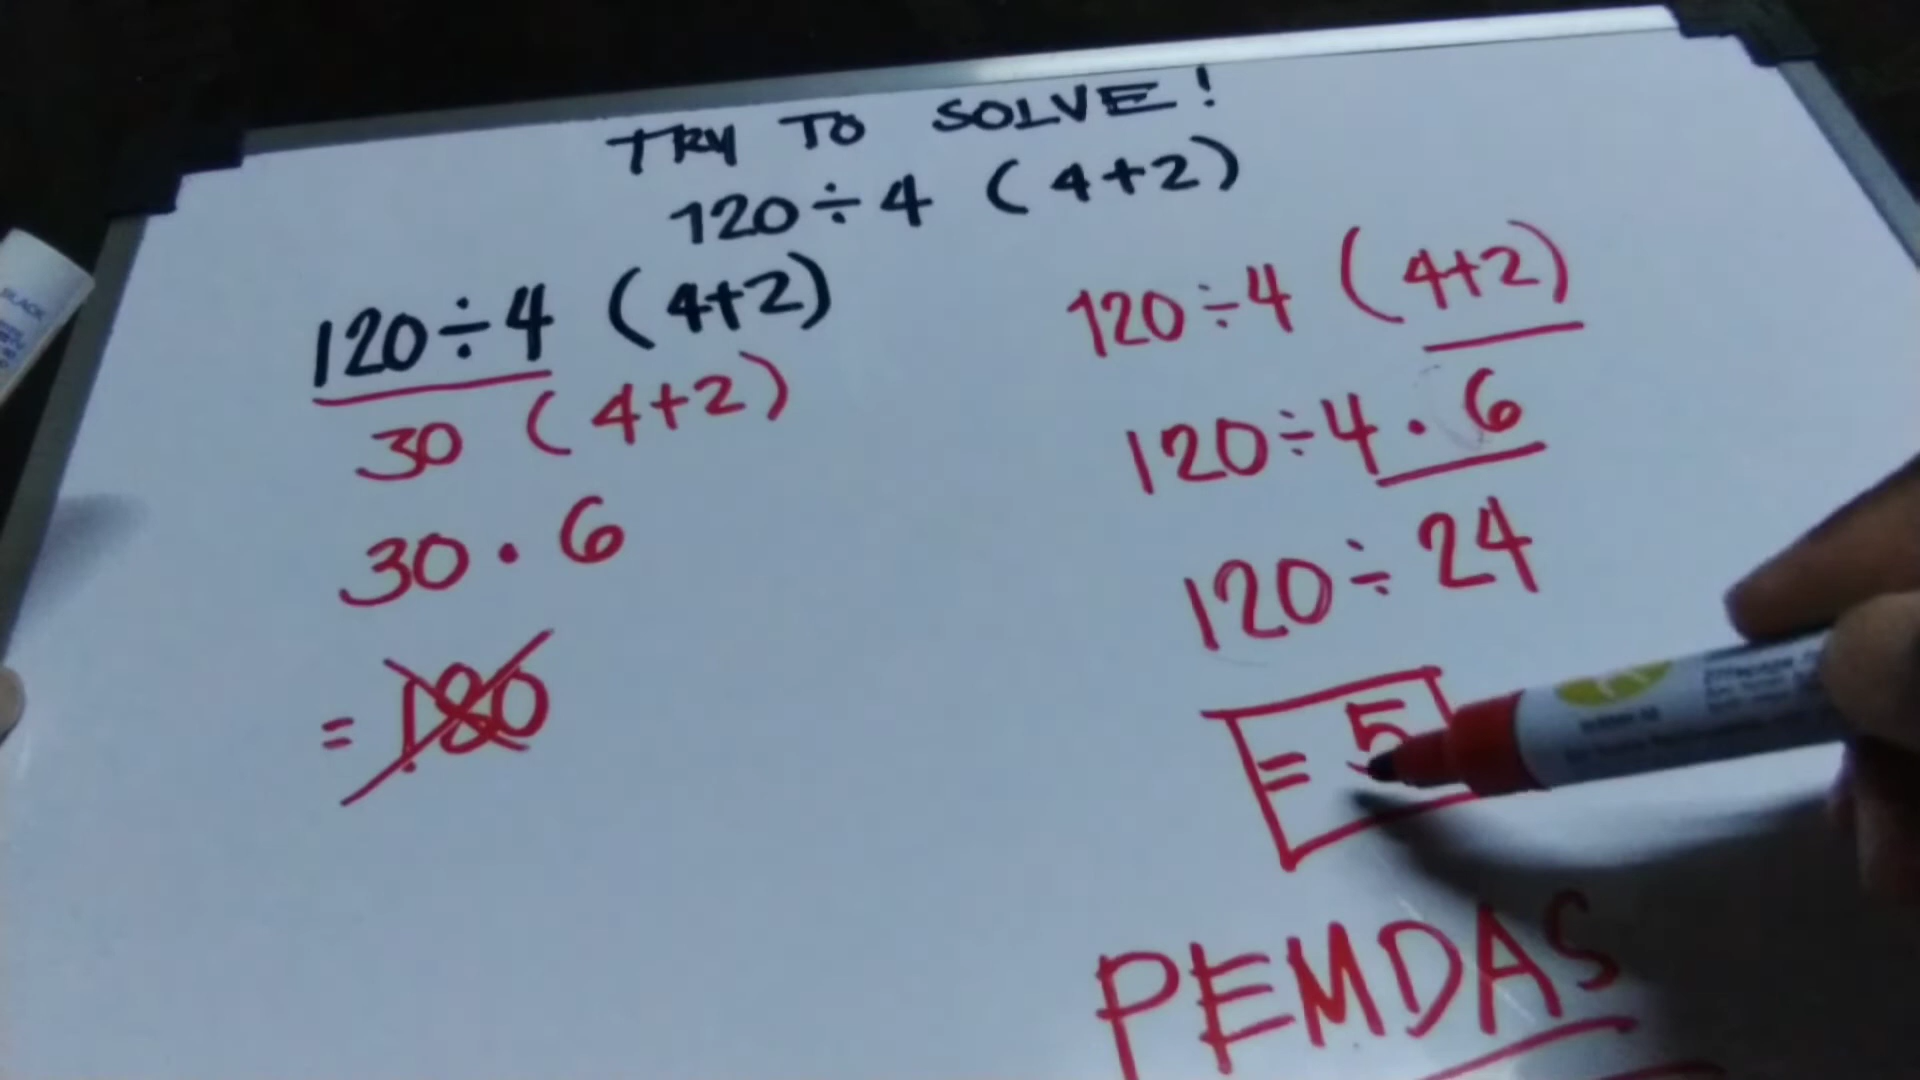 TRY TO SOLVE!
120÷4 (4+2)
120÷4 (4+2)
30 (4+2)
30 · 6
= 180
120÷4 (4+2)
120÷4 · 6
120÷24
= 5
PEMDAS
BLACK